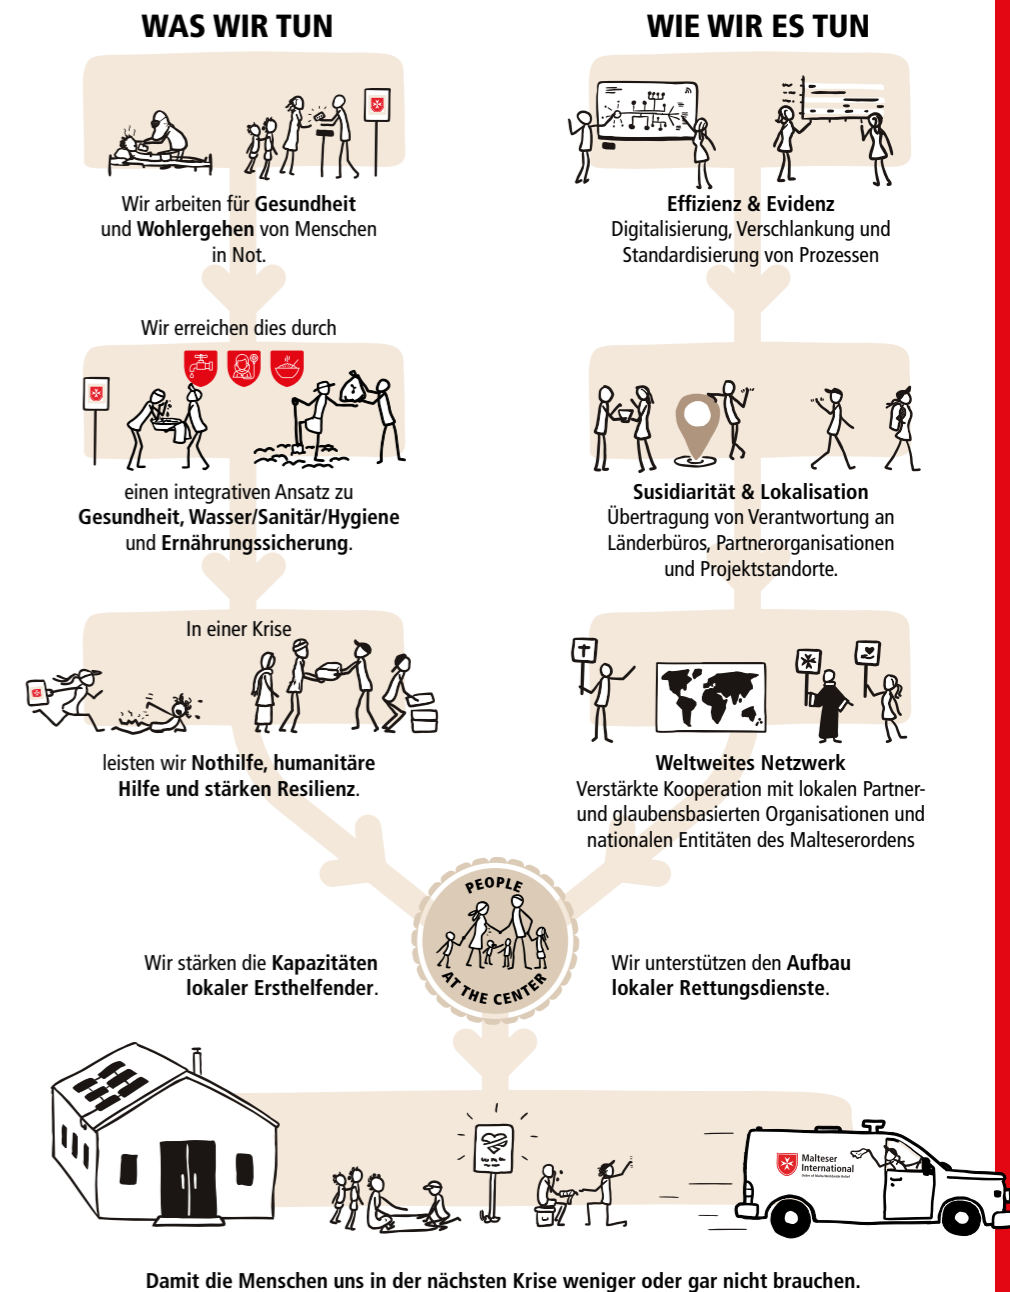 WAS WIR TUN
Wir arbeiten für Gesundheit
und Wohlergehen von Menschen
in Not.
Wir erreichen dies durch
einen integrativen Ansatz zu
Gesundheit, Wasser/Sanitär/Hygiene
und Ernährungssicherung.
In einer Krise
leisten wir Nothilfe, humanitäre
Hilfe und stärken Resilienz.
WIE WIR ES TUN
Effizienz & Evidenz
Digitalisierung, Verschlankung und
Standardisierung von Prozessen
Susidiarität & Lokalisation
Übertragung von Verantwortung an
Länderbüros, Partnerorganisationen
und Projektstandorte.
Weltweites Netzwerk
Verstärkte Kooperation mit lokalen Partner-
und glaubensbasierten Organisationen und
nationalen Entitäten des Malteserordens
PEOPLE
AT THE CENTER
Wir stärken die Kapazitäten
lokaler Ersthelfender.
Wir unterstützen den Aufbau
lokaler Rettungsdienste.
Malteser
International
Order of Malta Worldwide Relief
Damit die Menschen uns in der nächsten Krise weniger oder gar nicht brauchen.